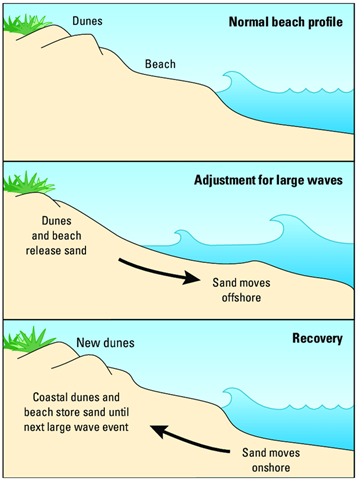 Normal beach profile
Dunes
Beach
Adjustment for large waves
Dunes
and beach
release sand
Sand moves
offshore
Recovery
New dunes
Coastal dunes and
beach store sand until
next large wave event
Sand moves
onshore